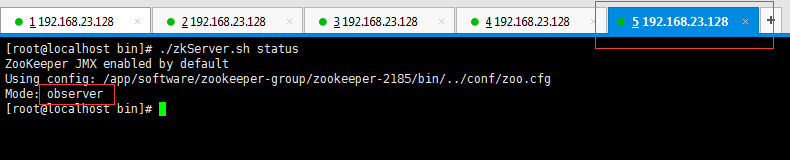 1 192.168.23.128 × 2 192.168.23.128 × 3 192.168.23.128 × 4 192.168.23.128 × 5 192.168.23.128 × +
[root@localhost bin]# ./zkServer.sh status
ZooKeeper JMX enabled by default
Using config: /app/software/zookeeper-group/zookeeper-2185/bin/../conf/zoo.cfg
Mode: observer
[root@localhost bin]#